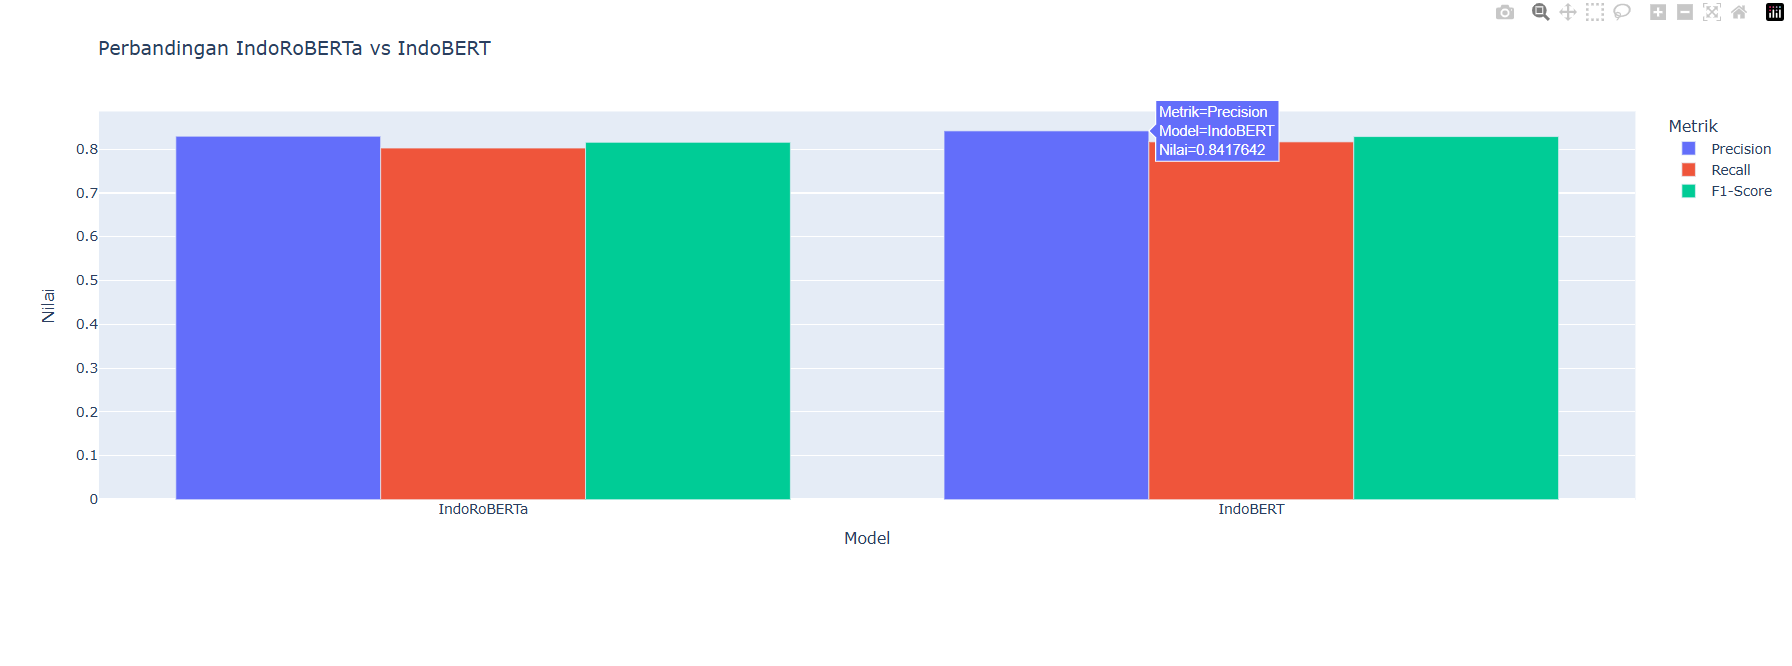 Perbandingan IndoRoBERTa vs IndoBERT
Metrik=Precision
Model=IndoBERT
Nilai=0.8417642
Metrik
Precision
Recall
F1-Score
0.8
0.7
0.6
0.5
0.4
0.3
0.2
0.1
0
Nilai
IndoRoBERTa
IndoBERT
Model